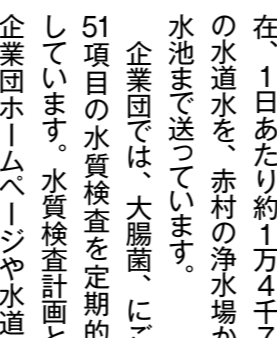 在、1日あたり約1万4千
の水道水を、赤村の浄水場か
水池まで送っています。
企業団では、大腸菌、にご
51項目の水質検査を定期的
しています。水質検査計画と
企業団ホームページや水道